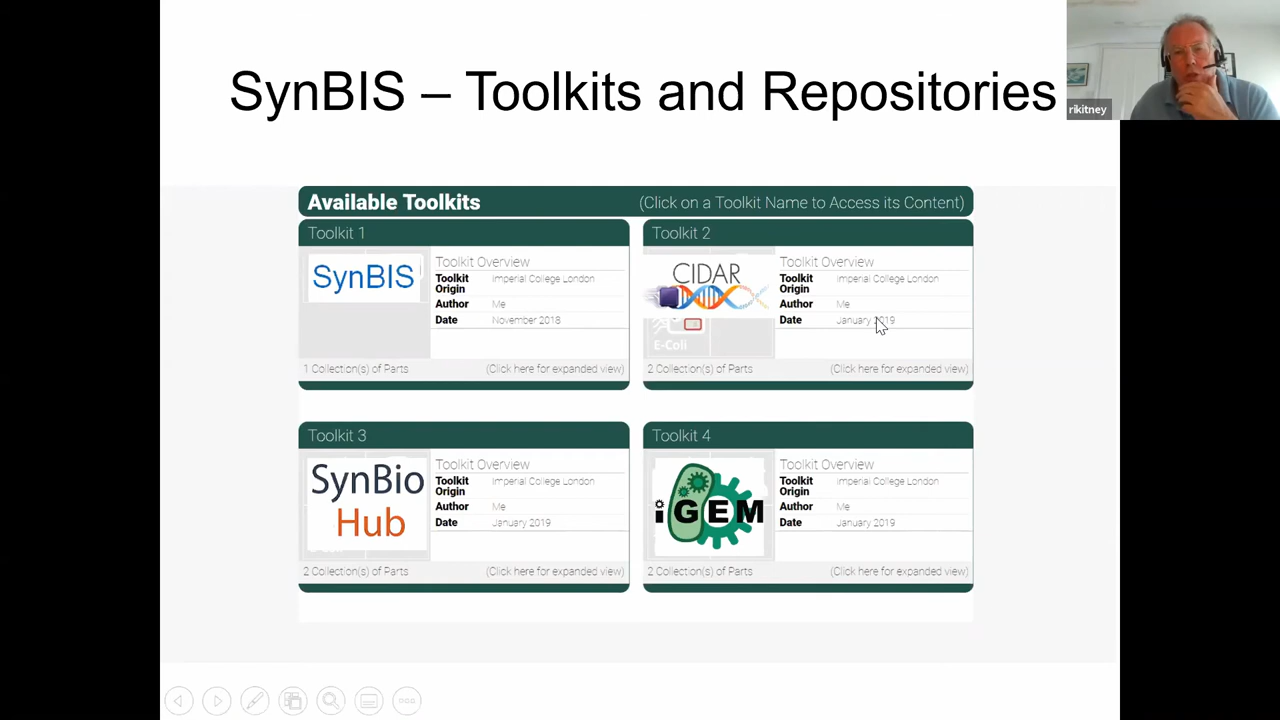 SynBIS – Toolkits and Repositories
rikitney
Available Toolkits
(Click on a Toolkit Name to Access its Content)
Toolkit 1
SynBIS
Toolkit Overview
Toolkit Origin
Imperial College London
Author
Me
Date
November 2018
1 Collection(s) of Parts
(Click here for expanded view)
Toolkit 2
CIDAR
E-Coli
Toolkit Overview
Toolkit Origin
Imperial College London
Author
Me
Date
January 2019
2 Collection(s) of Parts
(Click here for expanded view)
Toolkit 3
SynBio
Hub
Toolkit Overview
Toolkit Origin
Imperial College London
Author
Me
Date
January 2019
2 Collection(s) of Parts
(Click here for expanded view)
Toolkit 4
iGEM
Toolkit Overview
Toolkit Origin
Imperial College London
Author
Me
Date
January 2019
2 Collection(s) of Parts
(Click here for expanded view)